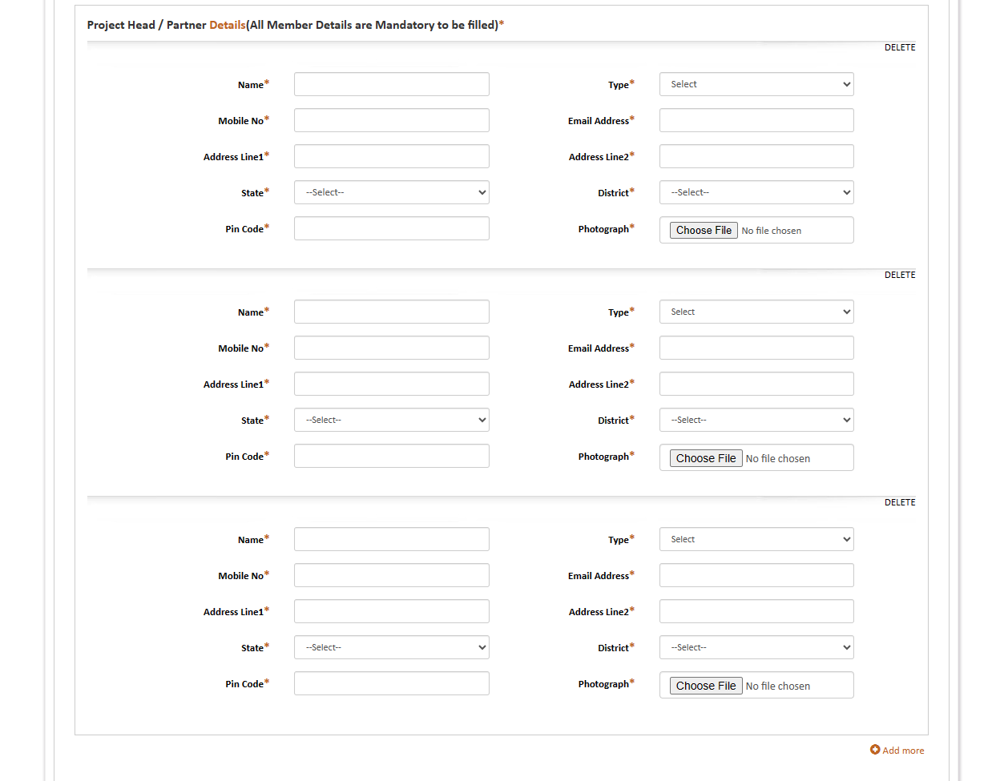 Project Head / Partner Details(All Member Details are Mandatory to be filled)*
DELETE
Name* Type* Select
Mobile No* Email Address*
Address Line1* Address Line2*
State* --Select-- District* --Select--
Pin Code* Photograph* Choose File No file chosen
DELETE
Name* Type* Select
Mobile No* Email Address*
Address Line1* Address Line2*
State* --Select-- District* --Select--
Pin Code* Photograph* Choose File No file chosen
DELETE
Name* Type* Select
Mobile No* Email Address*
Address Line1* Address Line2*
State* --Select-- District* --Select--
Pin Code* Photograph* Choose File No file chosen
Add more